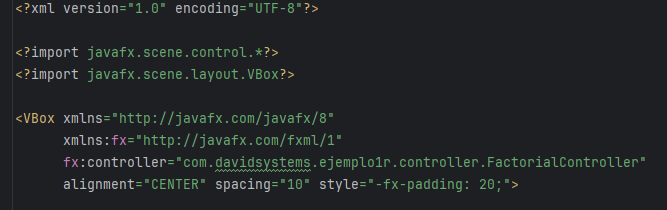 <?xml version="1.0" encoding="UTF-8"?>
<?import javafx.scene.control.*?>
<?import javafx.scene.layout.VBox?>
<VBox xmlns="http://javafx.com/javafx/8"
xmlns:fx="http://javafx.com/fxml/1"
fx:controller="com.davidsystems.ejemplo1r.controller.FactorialController"
alignment="CENTER" spacing="10" style="-fx-padding: 20;">